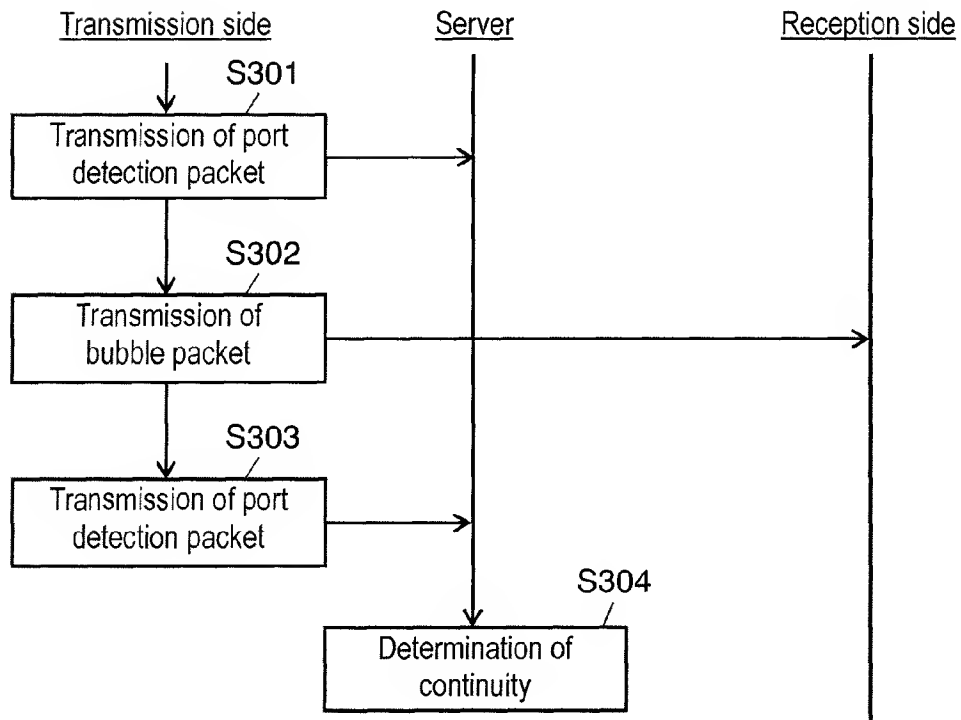 Transmission side
Server
Reception side
S301
Transmission of port
detection packet
S302
Transmission of
bubble packet
S303
Transmission of port
detection packet
S304
Determination of
continuity